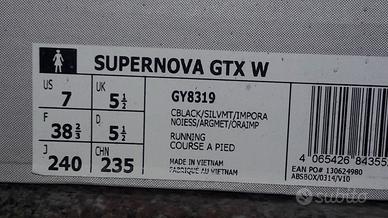 SUPERNOVA GTX W
US
7
UK
5½
F
38⅔
D
5½
J
240
CHN
235
GY8319
CBLACK/SILVMT/IMPORA
NOIESS/ARGMET/ORAIMP
RUNNING
COURSE A PIED
MADE IN VIETNAM
FABRIQUÉ AU VIETNAM
4 065426 84355
EAN PO# 130624980
ABSBOX/0314/V10
subito